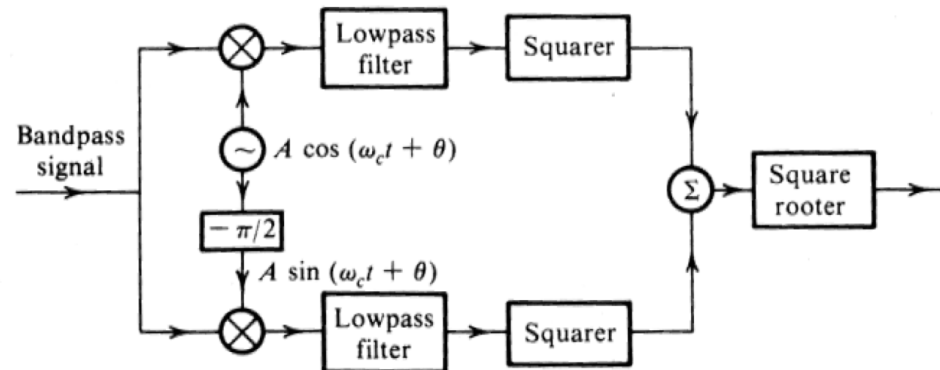 Lowpass
filter
Squarer
Bandpass
signal
~ A cos (ω_c t + θ)
− π/2
A sin (ω_c t + θ)
Σ
Square
rooter
Lowpass
filter
Squarer